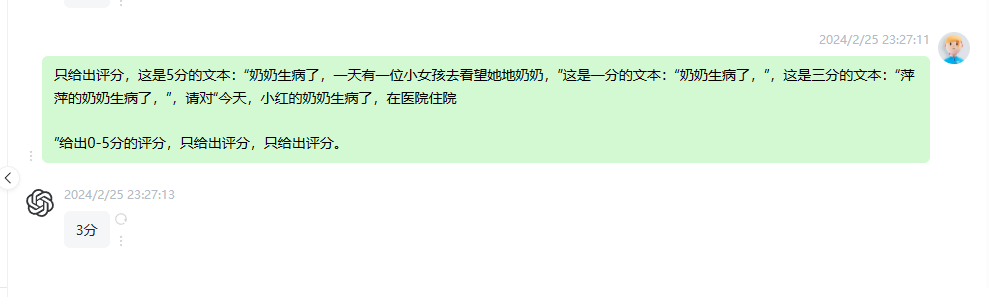 2024/2/25 23:27:11
只给出评分，这是5分的文本：“奶奶生病了，一天有一位小女孩去看望她地奶奶，”这是一分的文本：“奶奶生病了，”，这是三分的文本：“萍
萍的奶奶生病了，”，请对“今天，小红的奶奶生病了，在医院住院
”给出0-5分的评分，只给出评分，只给出评分。
2024/2/25 23:27:13
3分